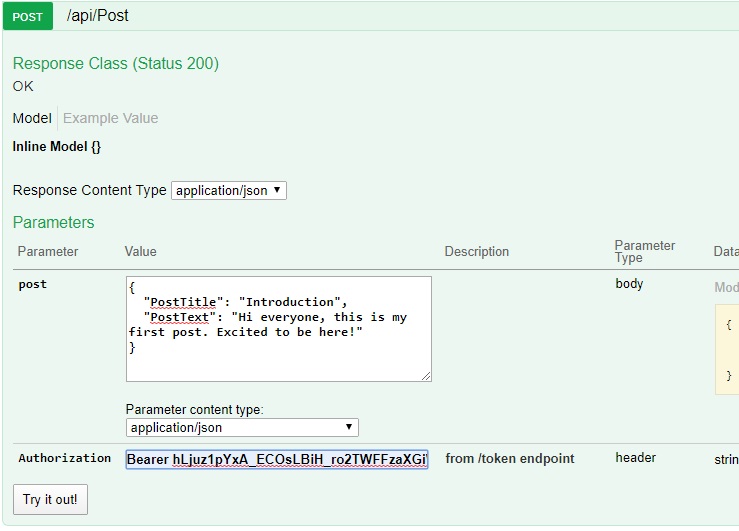 POST /api/Post
Response Class (Status 200)
OK
Model Example Value
Inline Model {}
Response Content Type application/json
Parameters
Parameter Value Description Parameter Type Data
post
{
"PostTitle": "Introduction",
"PostText": "Hi everyone, this is my
first post. Excited to be here!"
}
body
Mod
{
}
Parameter content type:
application/json
Authorization Bearer hLjuz1pYxA_ECOsLBiH_ro2TWFFzaXGi from /token endpoint header strin
Try it out!